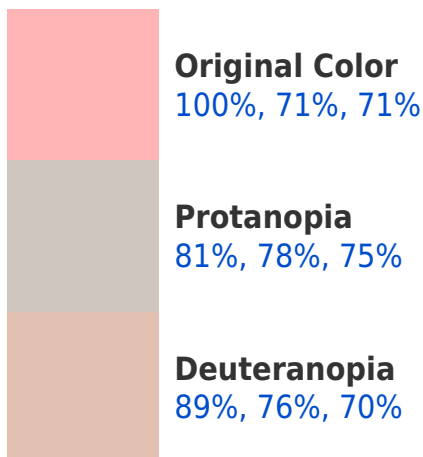 Original Color
100%, 71%, 71%
Protanopia
81%, 78%, 75%
Deuteranopia
89%, 76%, 70%